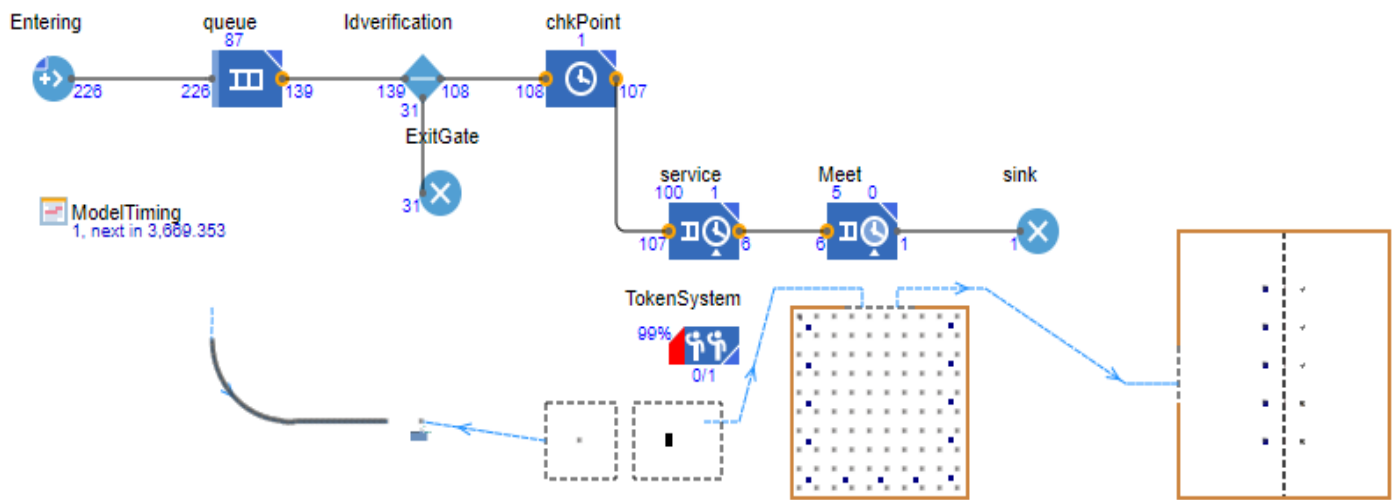 Entering
queue
Idverification
chkPoint
87
1
226
226
139
139
108
108
107
31
ExitGate
31
service
Meet
sink
100
1
5
0
ModelTiming
1, next in 3,669.353
107
6
6
1
1
TokenSystem
99%
0/1